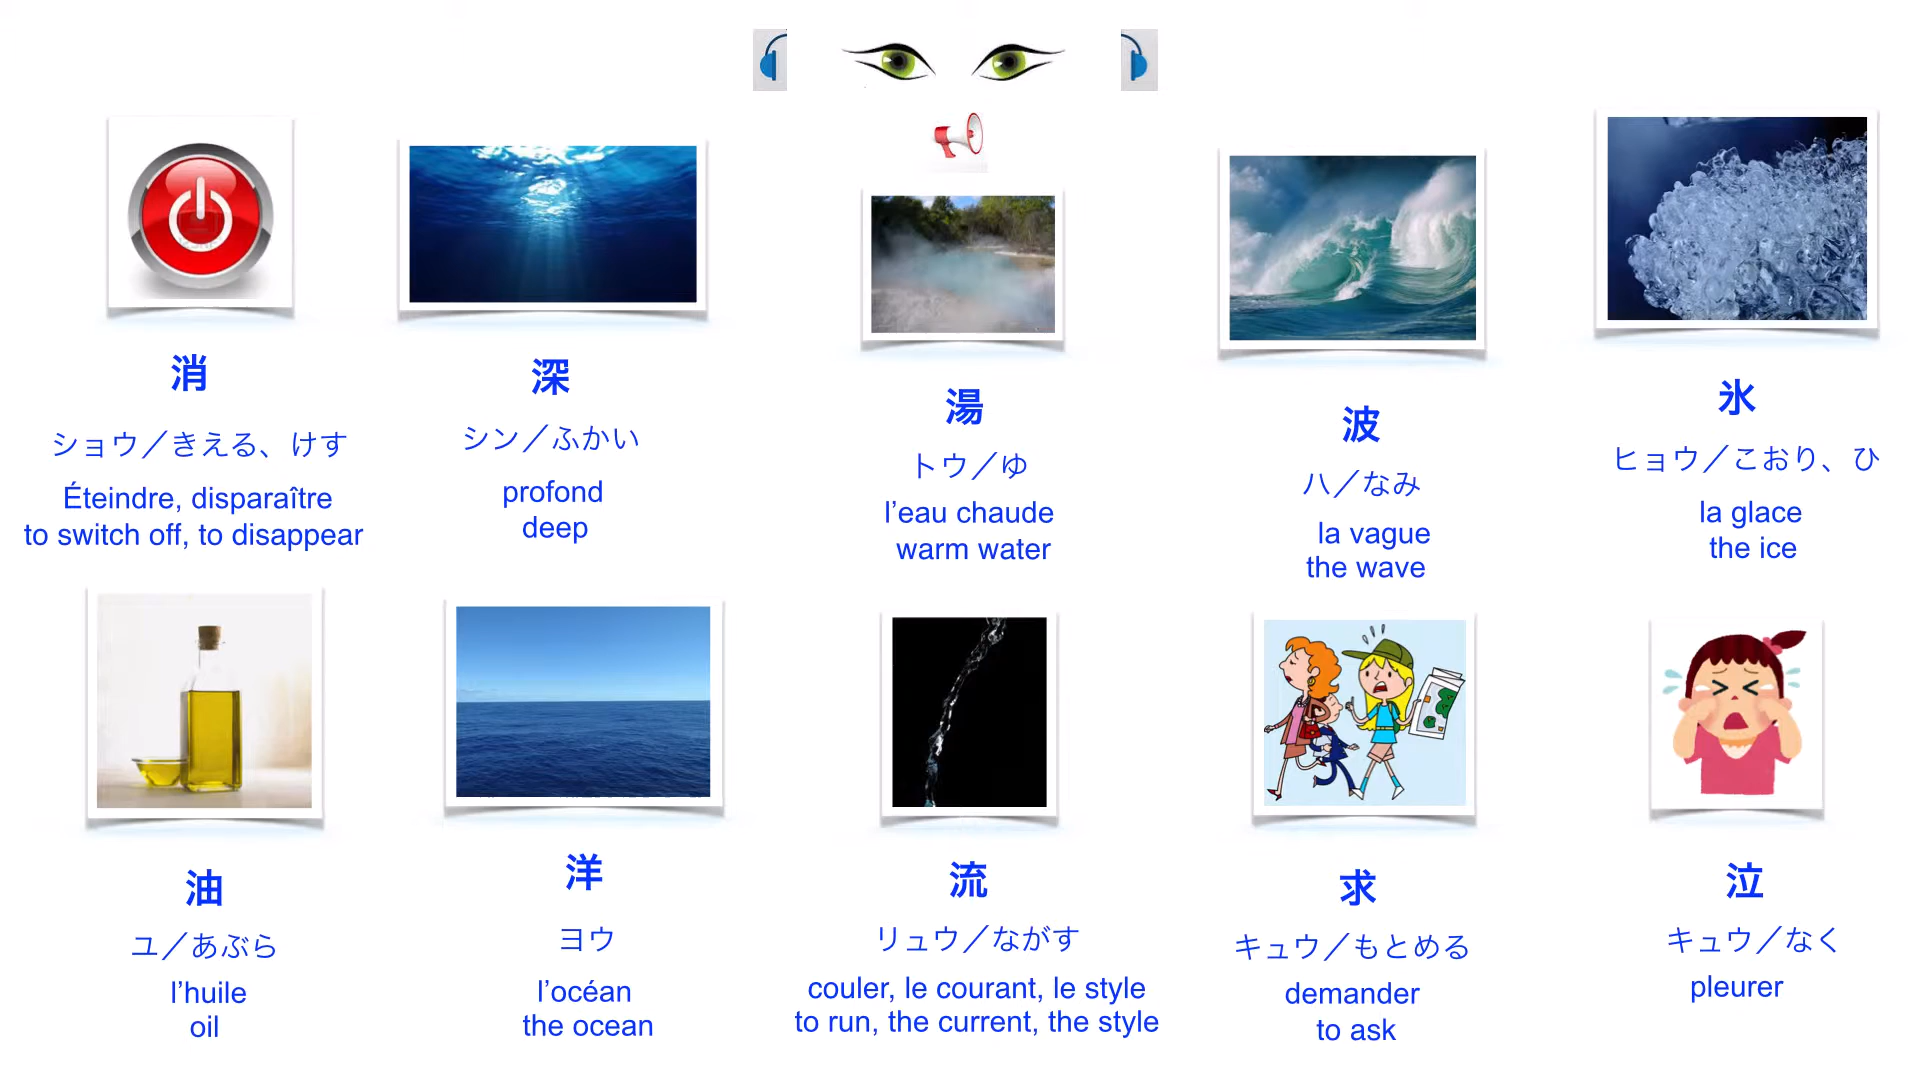 消
ショウ／きえる、けす
Éteindre, disparaître
to switch off, to disappear
深
シン／ふかい
profond
deep
湯
トウ／ゆ
l’eau chaude
warm water
波
ハ／なみ
la vague
the wave
氷
ヒョウ／こおり、ひ
la glace
the ice
油
ユ／あぶら
l’huile
oil
洋
ヨウ
l’océan
the ocean
流
リュウ／ながす
couler, le courant, le style
to run, the current, the style
求
キュウ／もとめる
demander
to ask
泣
キュウ／なく
pleurer